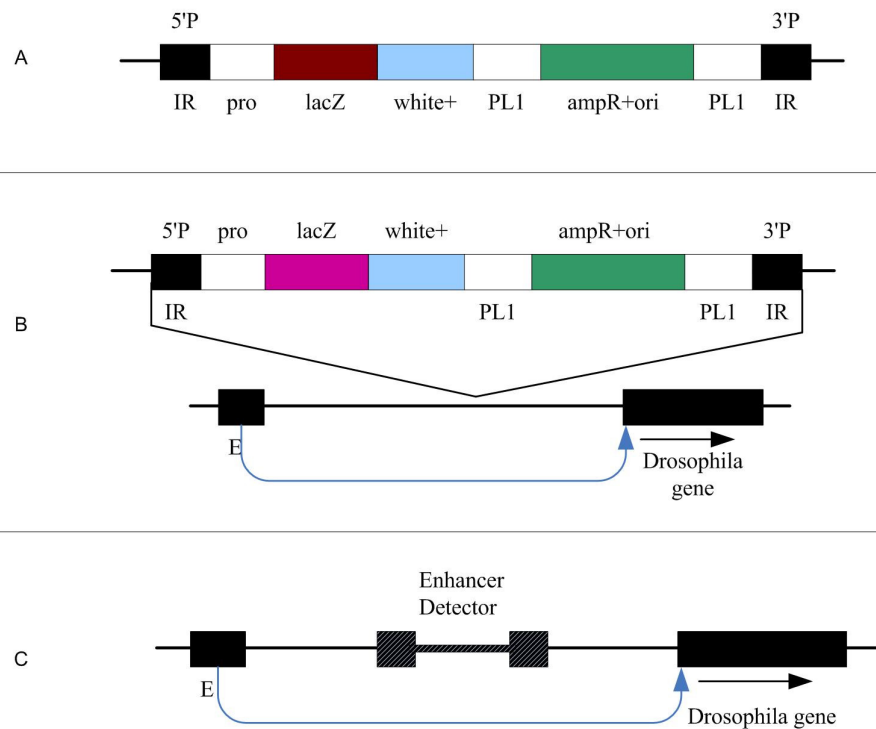 5'P 3'P
A
IR pro lacZ white+ PL1 ampR+ori PL1 IR
5'P pro lacZ white+ ampR+ori 3'P
IR PL1 PL1 IR
B
E
Drosophila
gene
Enhancer
Detector
C
E
Drosophila gene